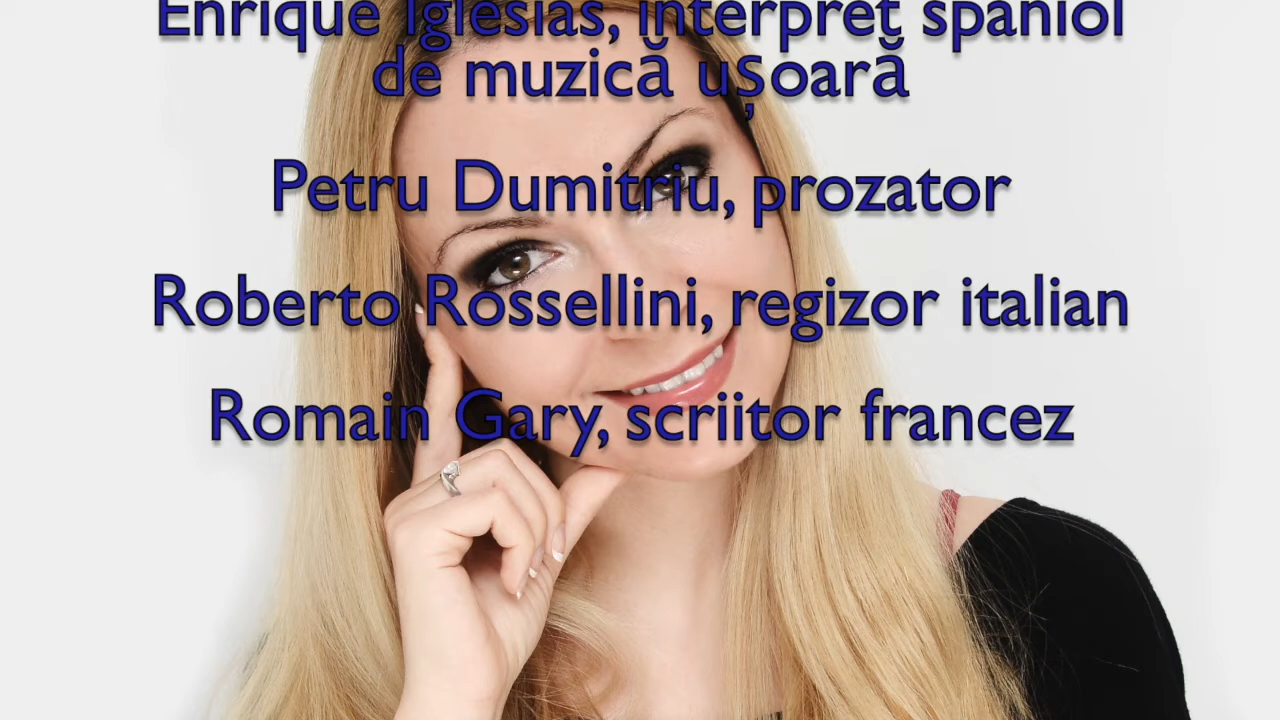 Enrique Iglesias, interpret spaniol
de muzică ușoară
Petru Dumitriu, prozator
Roberto Rossellini, regizor italian
Romain Gary, scriitor francez